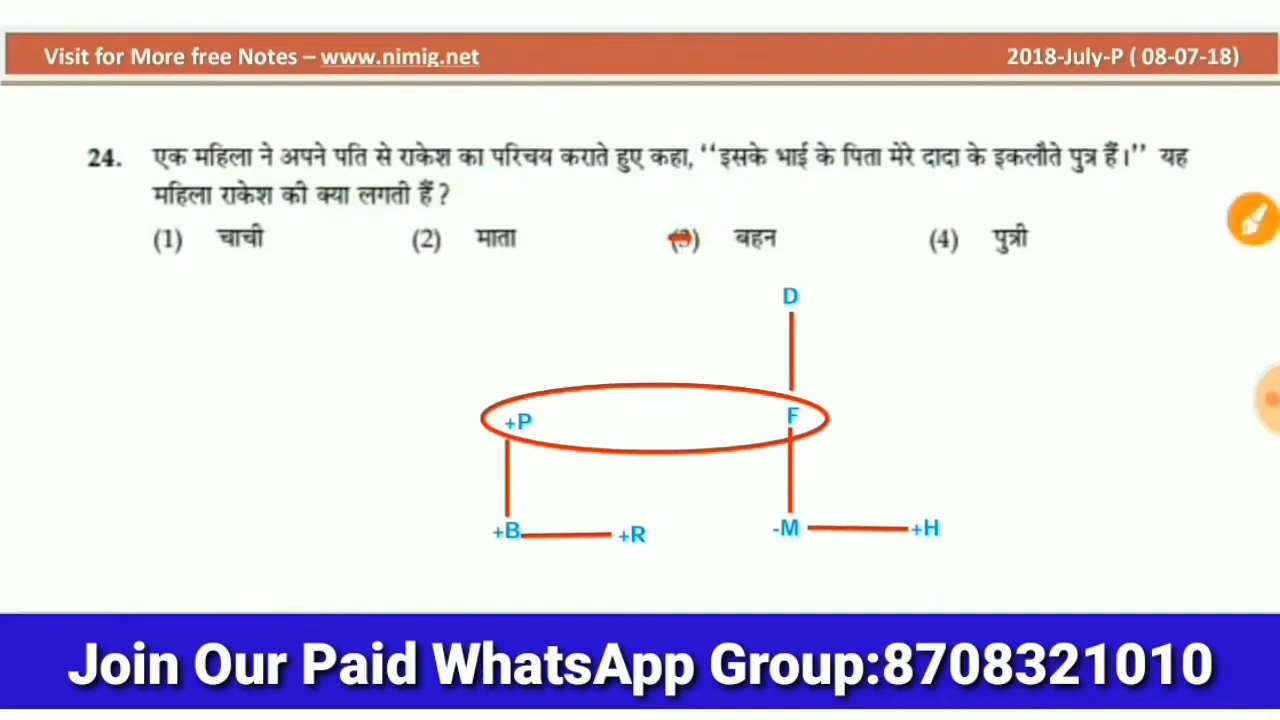 Visit for More free Notes – www.nimig.net
2018-July-P ( 08-07-18)
24. एक महिला ने अपने पति से राकेश का परिचय कराते हुए कहा, ‘‘इसके भाई के पिता मेरे दादा के इकलौते पुत्र हैं।’’ यह
महिला राकेश की क्या लगती हैं ?
(1) चाची (2) माता (3) बहन (4) पुत्री
D
+P F
+B +R -M +H
Join Our Paid WhatsApp Group:8708321010